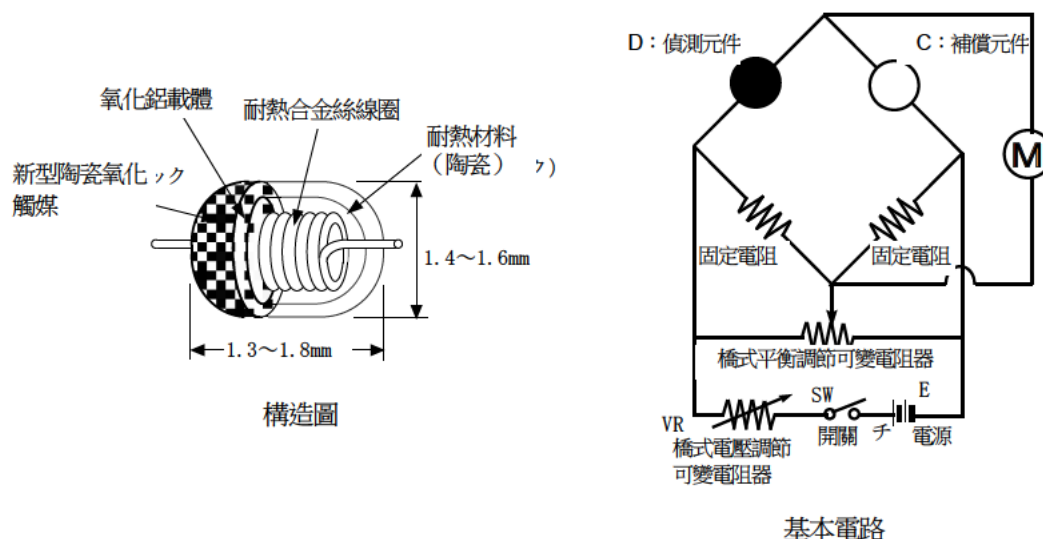 氧化鋁載體
耐熱合金絲線圈
耐熱材料
(陶瓷) ク)
新型陶瓷氧化ック
觸媒
1.4～1.6mm
1.3～1.8mm
構造圖
D：偵測元件
C：補償元件
M
固定電阻
固定電阻
橋式平衡調節可變電阻器
SW
E
VR
開關
チ
電源
橋式電壓調節
可變電阻器
基本電路